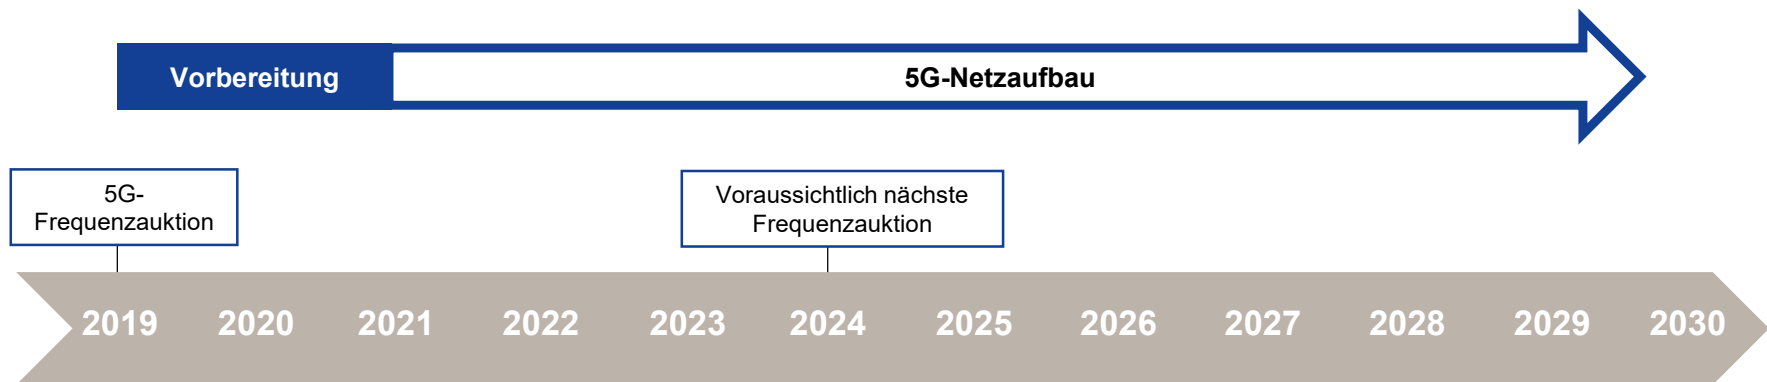 Vorbereitung
5G-Netzaufbau
5G-
Frequenzauktion
Voraussichtlich nächste
Frequenzauktion
2019 2020 2021 2022 2023 2024 2025 2026 2027 2028 2029 2030